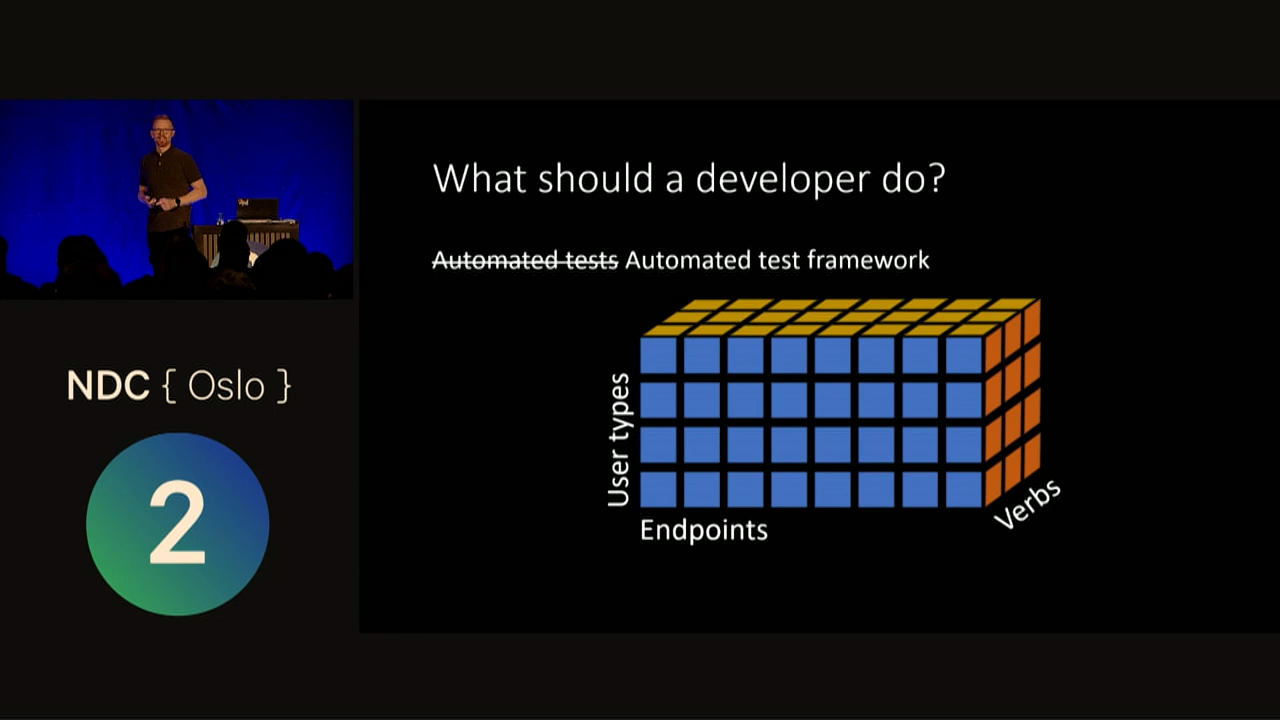 What should a developer do?
Automated tests Automated test framework
User types
Endpoints
Verbs
NDC { Oslo }
2